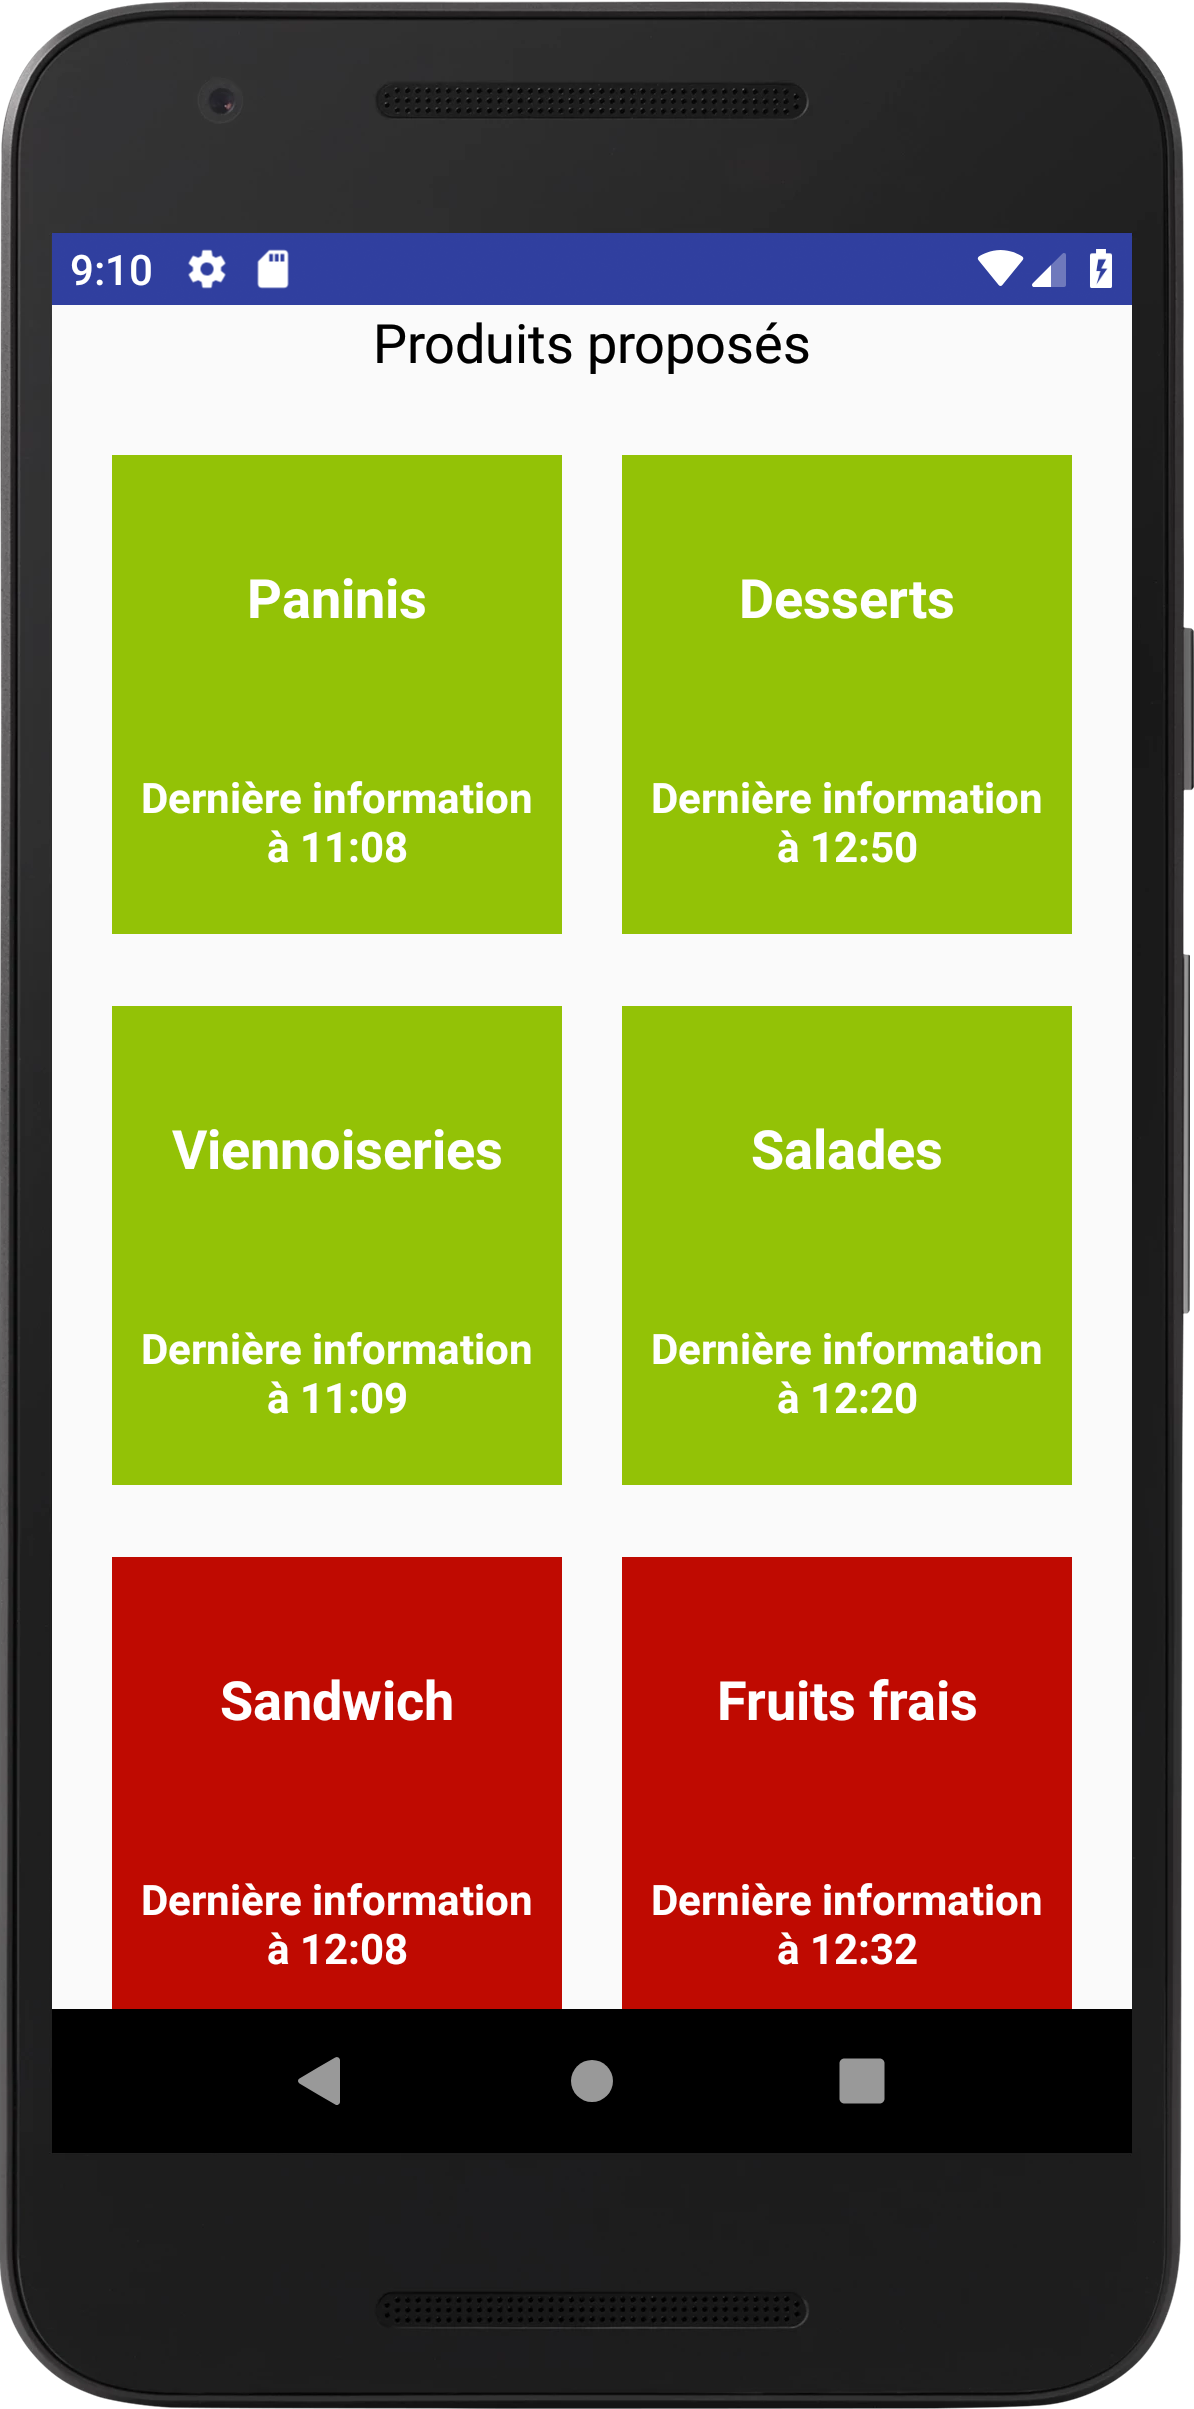 9:10
Produits proposés
Paninis
Dernière information
à 11:08
Desserts
Dernière information
à 12:50
Viennoiseries
Dernière information
à 11:09
Salades
Dernière information
à 12:20
Sandwich
Dernière information
à 12:08
Fruits frais
Dernière information
à 12:32